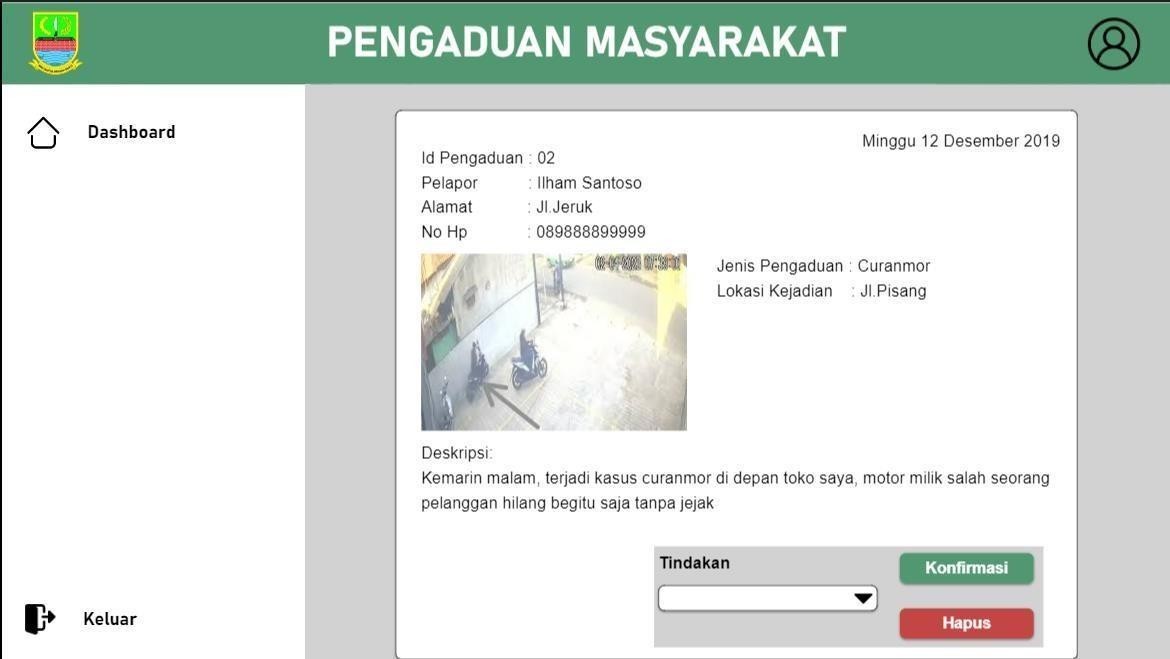 PENGADUAN MASYARAKAT
Dashboard
Minggu 12 Desember 2019
Id Pengaduan : 02
Pelapor : Ilham Santoso
Alamat : Jl.Jeruk
No Hp : 089888899999
Jenis Pengaduan : Curanmor
Lokasi Kejadian : Jl.Pisang
Deskripsi:
Kemarin malam, terjadi kasus curanmor di depan toko saya, motor milik salah seorang
pelanggan hilang begitu saja tanpa jejak
Tindakan
Konfirmasi
Hapus
Keluar